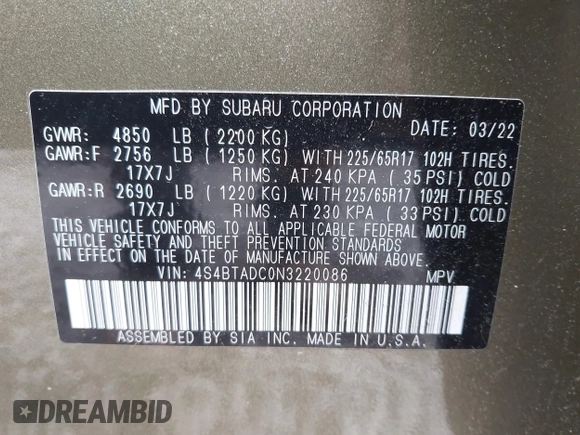 MFD BY SUBARU CORPORATION
GVWR: 4850 LB (2200 KG) DATE: 03/22
GAWR:F 2756 LB (1250 KG) WITH 225/65R17 102H TIRES.
17X7J RIMS. AT 240 KPA (35 PSI) COLD
GAWR:R 2690 LB (1220 KG) WITH 225/65R17 102H TIRES.
17X7J RIMS. AT 230 KPA (33 PSI) COLD
THIS VEHICLE CONFORMS TO ALL APPLICABLE FEDERAL MOTOR
VEHICLE SAFETY AND THEFT PREVENTION STANDARDS
IN EFFECT ON THE DATE OF MANUFACTURE SHOWN ABOVE.
VIN: 4S4BTADC0N3220086 MPV
ASSEMBLED BY SIA INC. MADE IN U.S.A.
DREAMBID